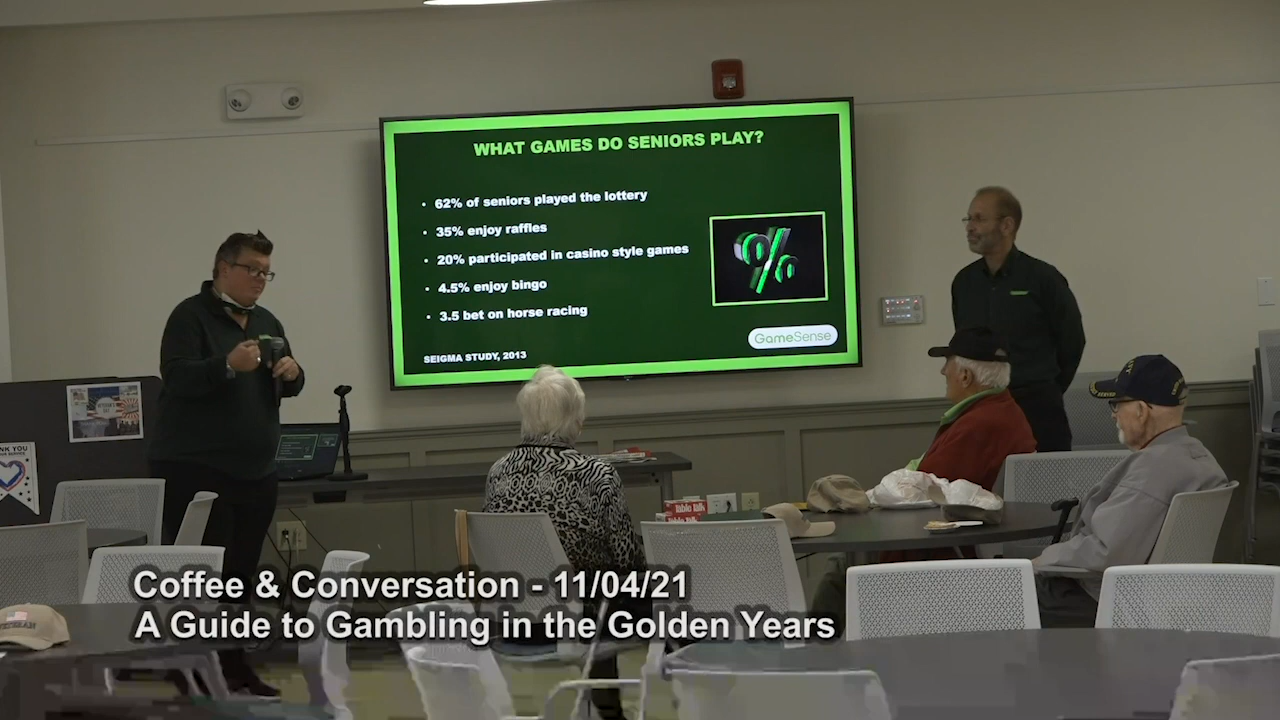 WHAT GAMES DO SENIORS PLAY?
• 62% of seniors played the lottery
• 35% enjoy raffles
• 20% participated in casino style games
• 4.5% enjoy bingo
• 3.5 bet on horse racing
%
SEIGMA STUDY, 2013
GameSense
Table Talk
Coffee & Conversation - 11/04/21
A Guide to Gambling in the Golden Years